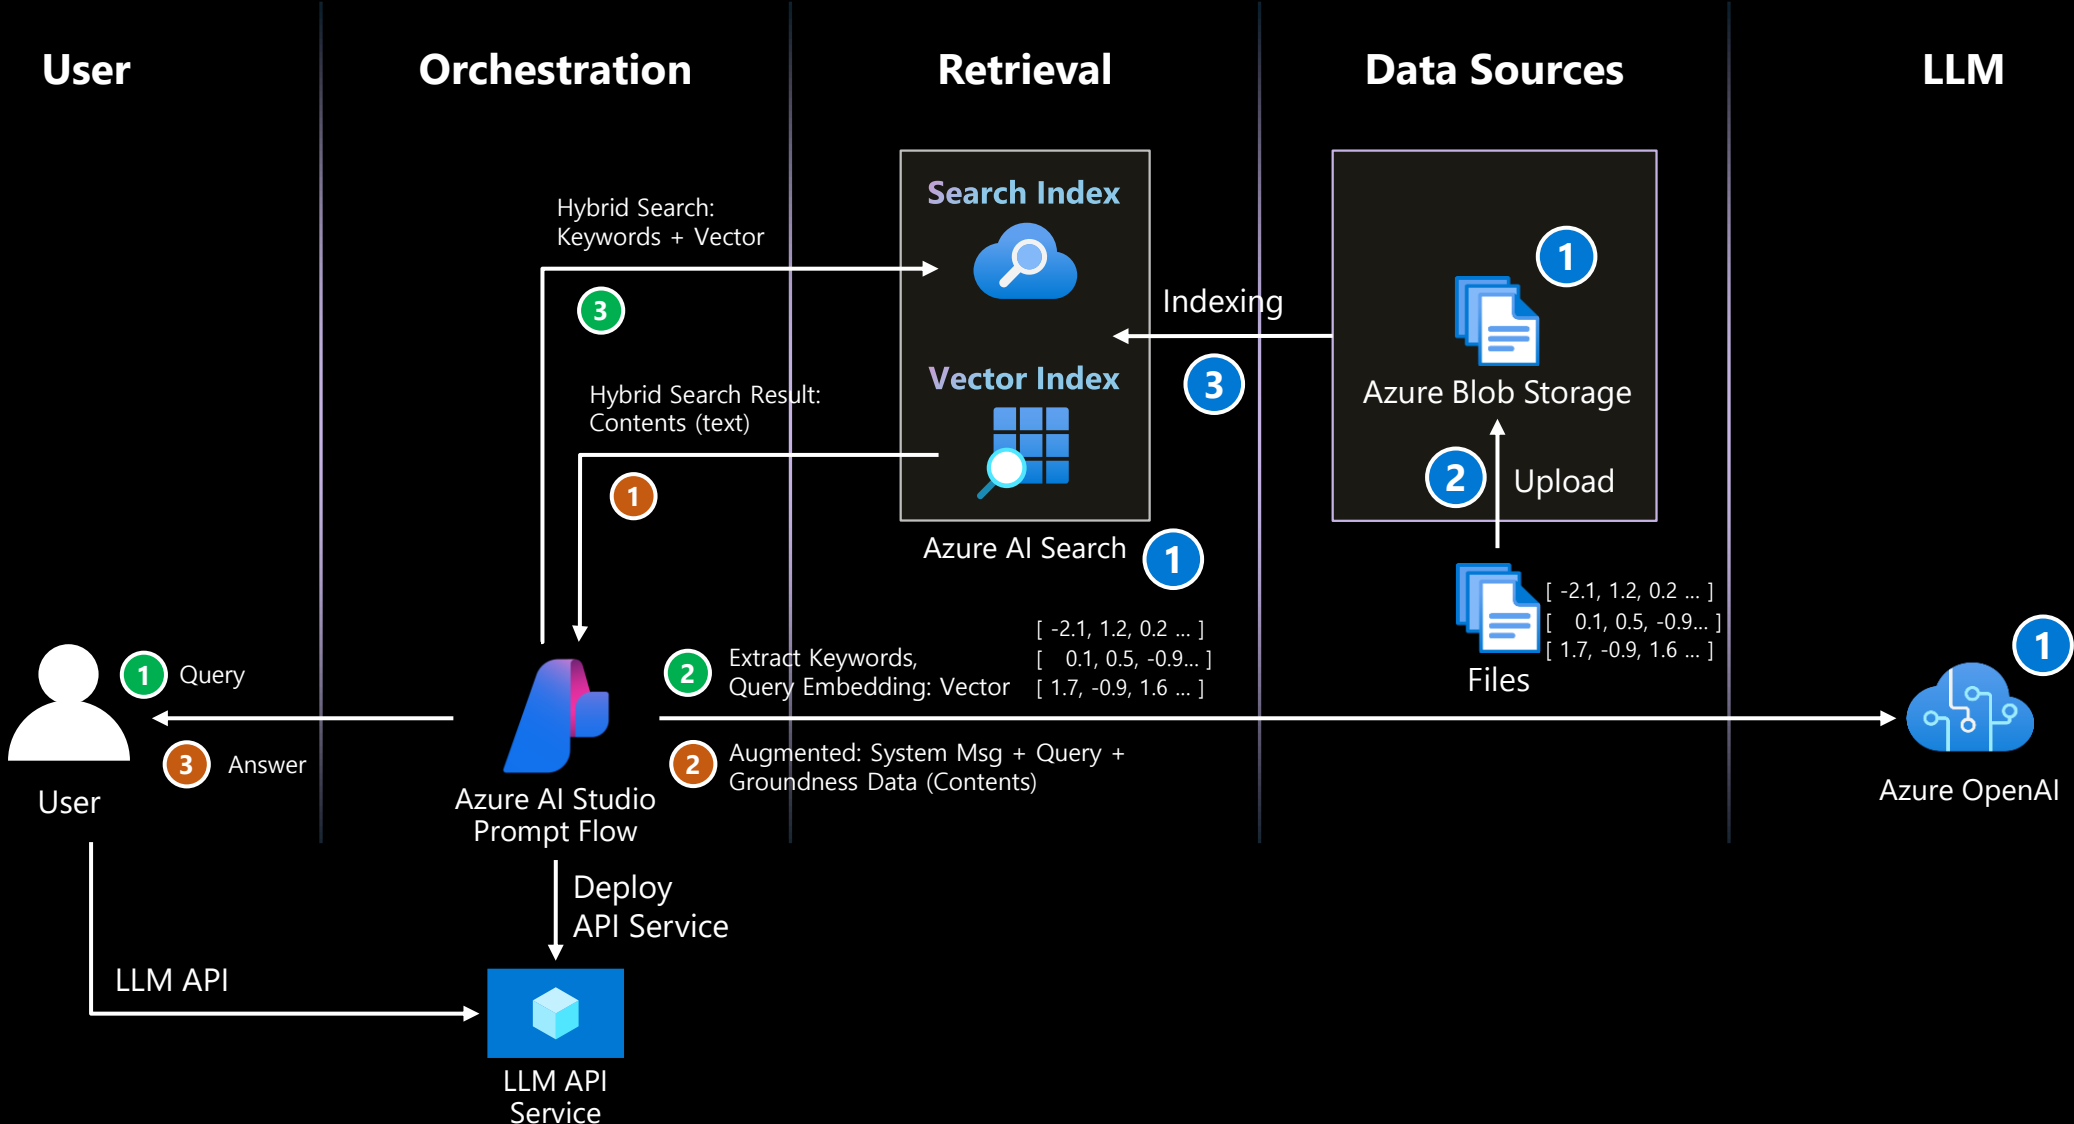 User
Orchestration
Retrieval
Data Sources
LLM
Hybrid Search:
Keywords + Vector
3
Search Index
1
Indexing
3
Hybrid Search Result:
Contents (text)
1
Vector Index
Azure Blob Storage
2
Upload
Azure AI Search
1
[ -2.1, 1.2, 0.2 ... ]
[ 0.1, 0.5, -0.9... ]
[ 1.7, -0.9, 1.6 ... ]
Files
1
1
Query
2
Extract Keywords,
Query Embedding: Vector
[ -2.1, 1.2, 0.2 ... ]
[ 0.1, 0.5, -0.9... ]
[ 1.7, -0.9, 1.6 ... ]
3
Answer
2
Augmented: System Msg + Query +
Groundness Data (Contents)
User
Azure AI Studio
Prompt Flow
Azure OpenAI
Deploy
API Service
LLM API
LLM API
Service